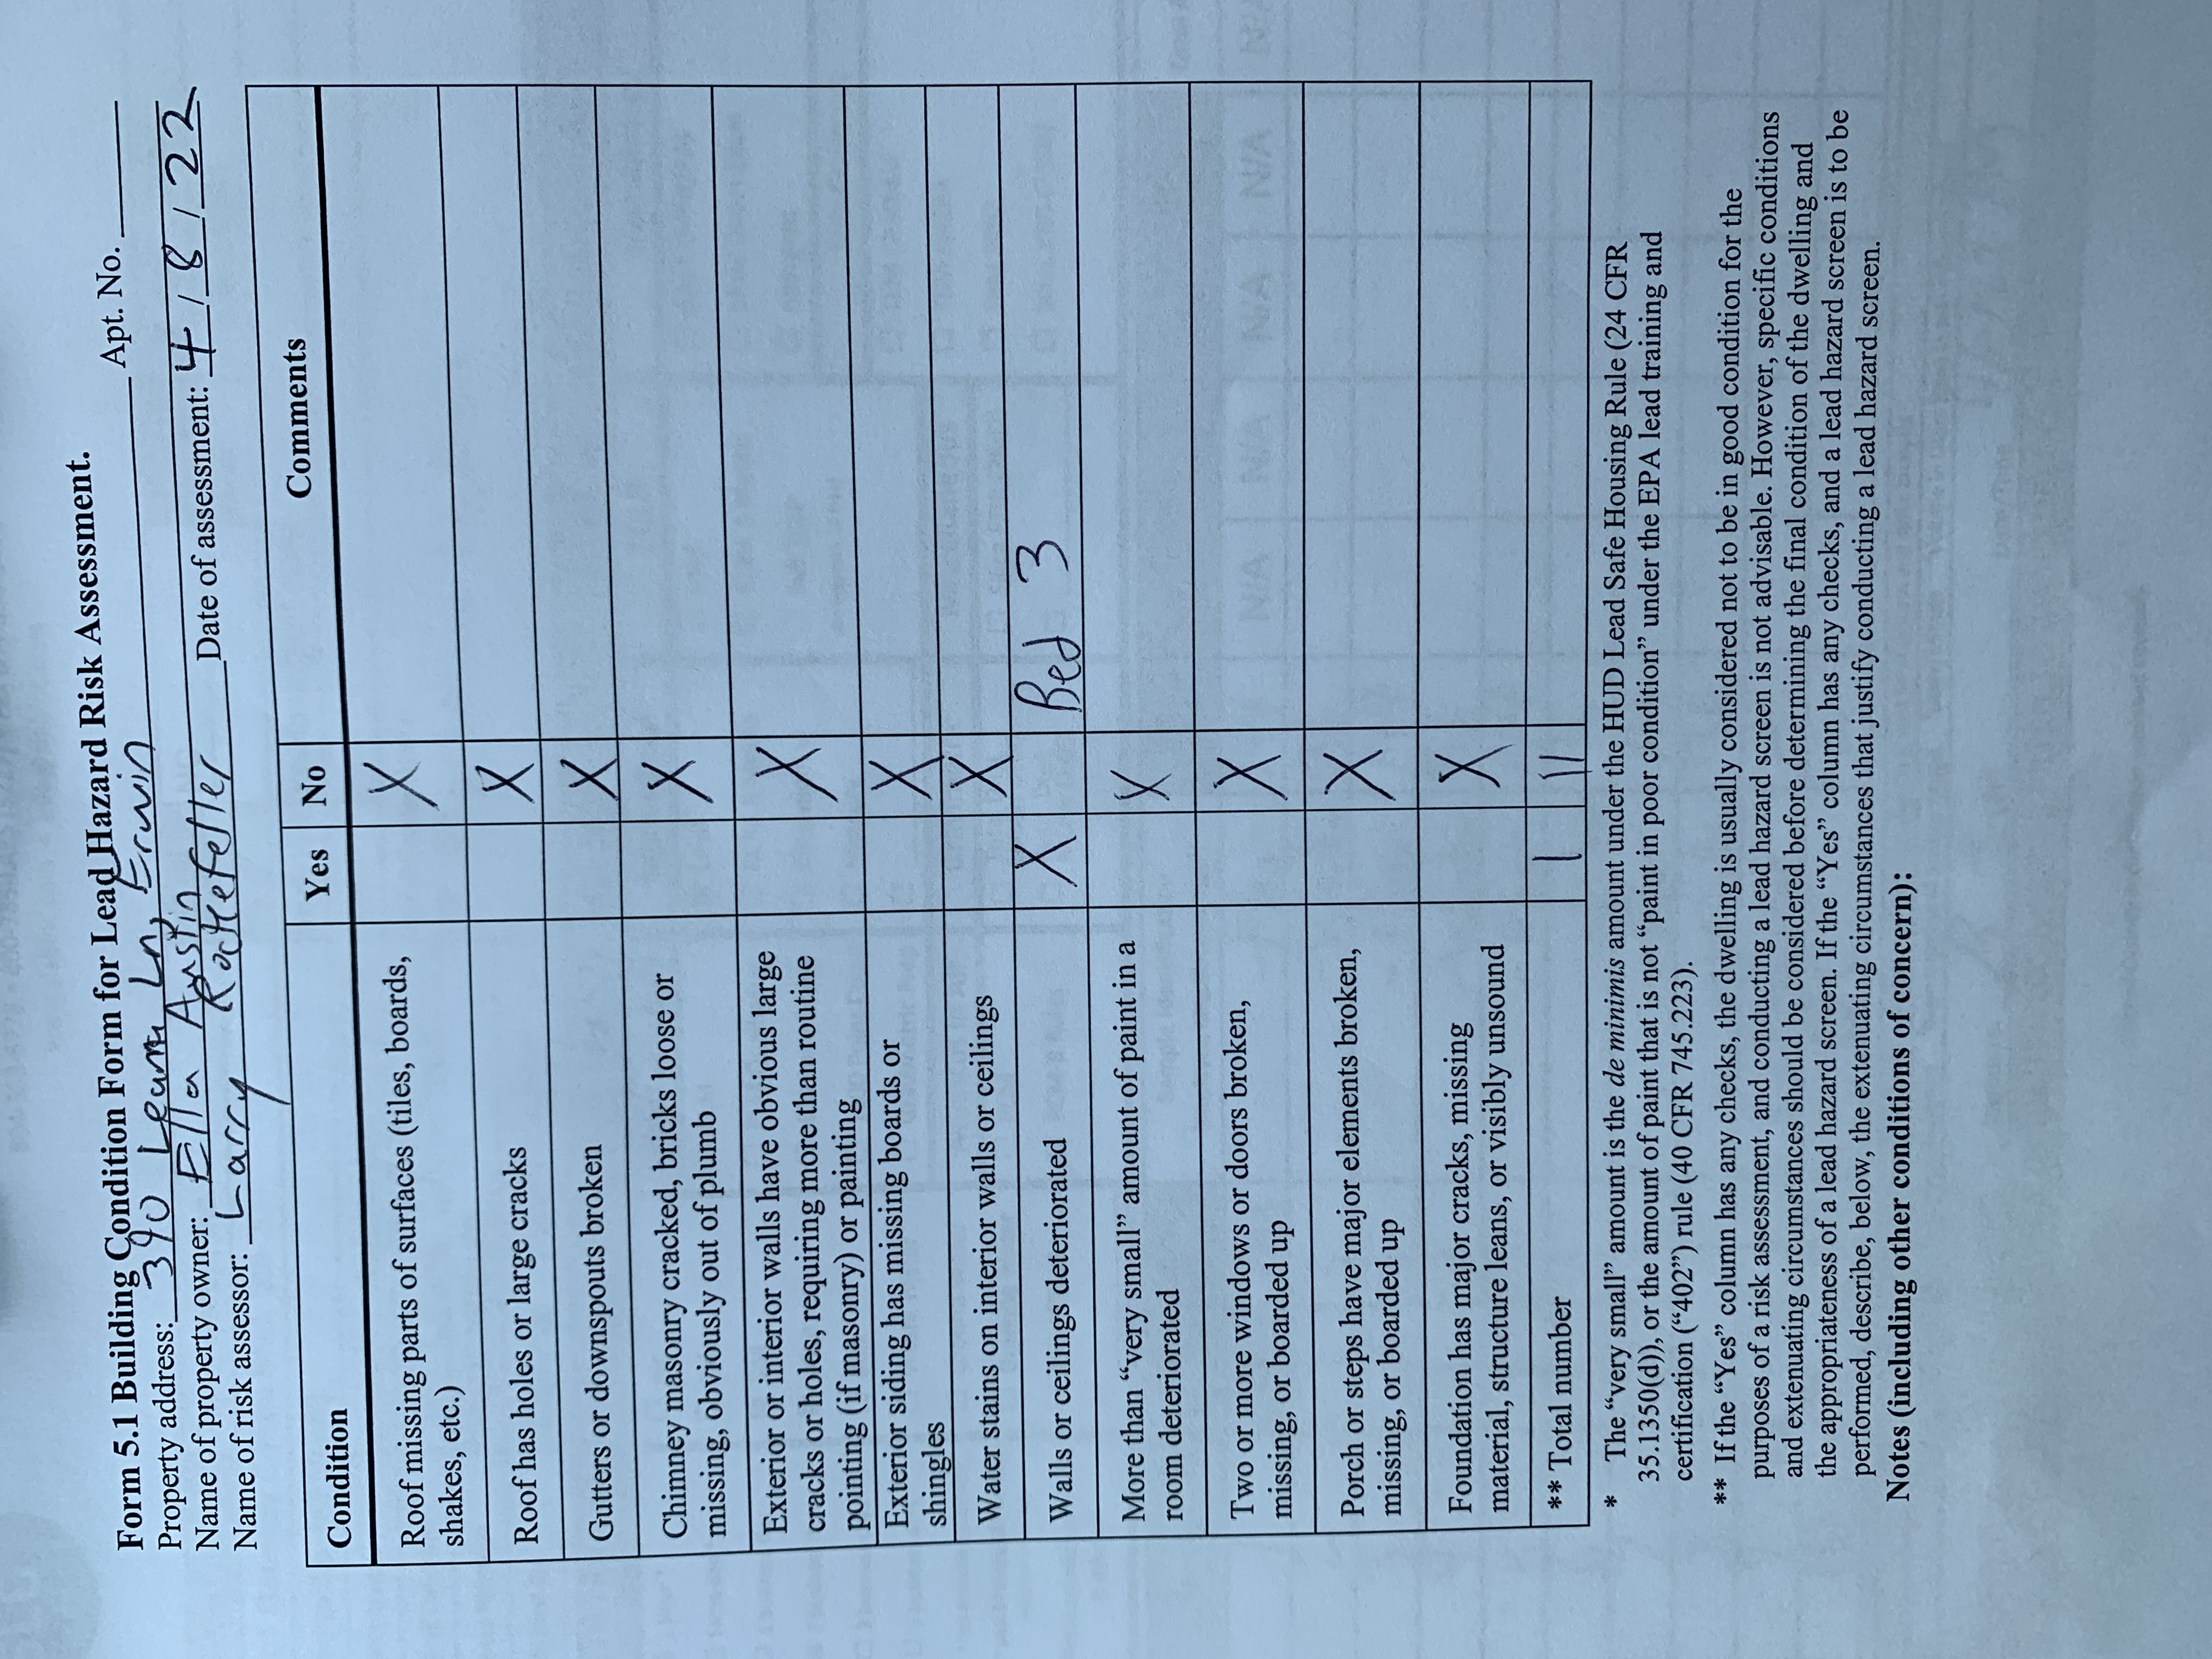 Form 5.1 Building Condition Form for Lead Hazard Risk Assessment.
Property address: 390 Leann Ln, Erwin Apt. No.
Name of property owner: Ella Austin
Name of risk assessor: Larry Rockefeller Date of assessment: 4/8/22
Condition Yes No Comments
Roof missing parts of surfaces (tiles, boards,
shakes, etc.) X
Roof has holes or large cracks X
Gutters or downspouts broken X
Chimney masonry cracked, bricks loose or
missing, obviously out of plumb X
Exterior or interior walls have obvious large
cracks or holes, requiring more than routine
pointing (if masonry) or painting X
Exterior siding has missing boards or
shingles X
Water stains on interior walls or ceilings X
Walls or ceilings deteriorated X Bed 3
More than “very small” amount of paint in a
room deteriorated X
Two or more windows or doors broken,
missing, or boarded up X
Porch or steps have major elements broken,
missing, or boarded up X
Foundation has major cracks, missing
material, structure leans, or visibly unsound X
** Total number 1 11
* The “very small” amount is the de minimis amount under the HUD Lead Safe Housing Rule (24 CFR
35.1350(d)), or the amount of paint that is not “paint in poor condition” under the EPA lead training and
certification (“402”) rule (40 CFR 745.223).
** If the “Yes” column has any checks, the dwelling is usually considered not to be in good condition for the
purposes of a risk assessment, and conducting a lead hazard screen is not advisable. However, specific conditions
and extenuating circumstances should be considered before determining the final condition of the dwelling and
the appropriateness of a lead hazard screen. If the “Yes” column has any checks, and a lead hazard screen is to be
performed, describe, below, the extenuating circumstances that justify conducting a lead hazard screen.
Notes (including other conditions of concern):